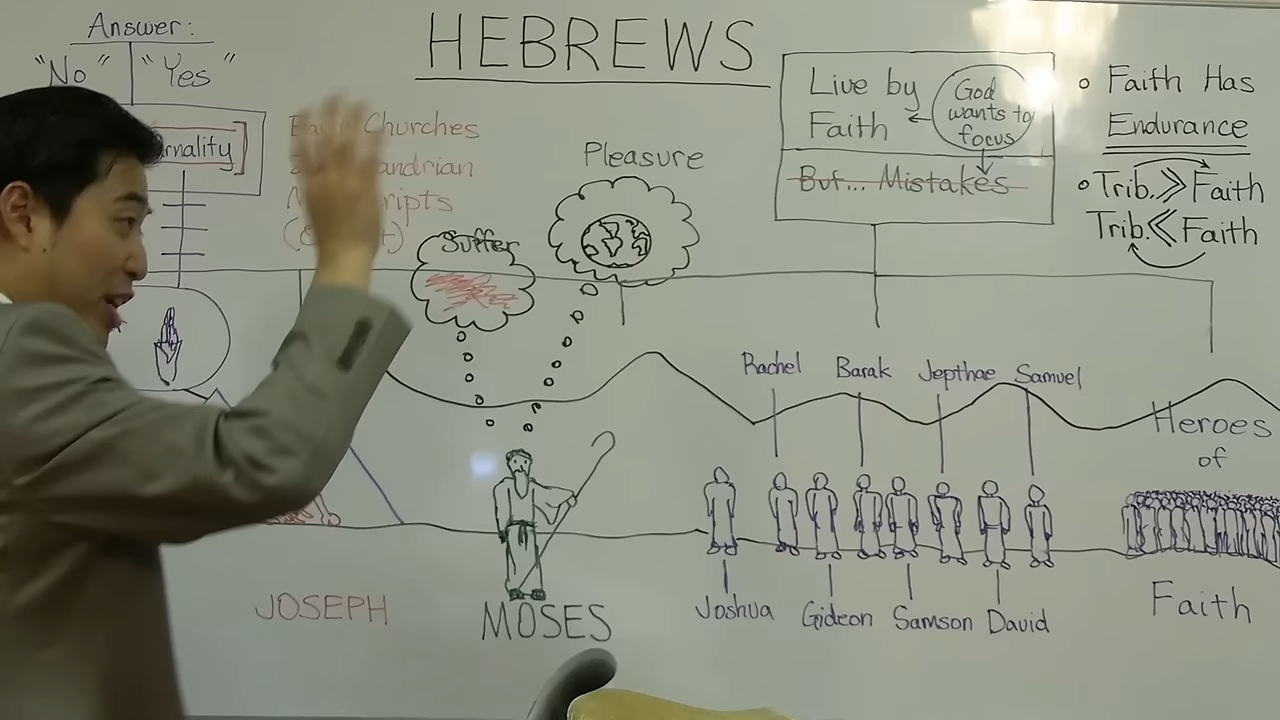 HEBREWS
Answer:
"No" "Yes"
Churches
andrian
ripts
Suffer
Pleasure
Live by
Faith
God
wants to
focus
But... Mistakes
• Faith Has
Endurance
• Trib. ≫ Faith
Trib. ≪ Faith
Rachel
Barak
Jepthae
Samuel
Heroes
of
Faith
JOSEPH
MOSES
Joshua
Gideon
Samson
David